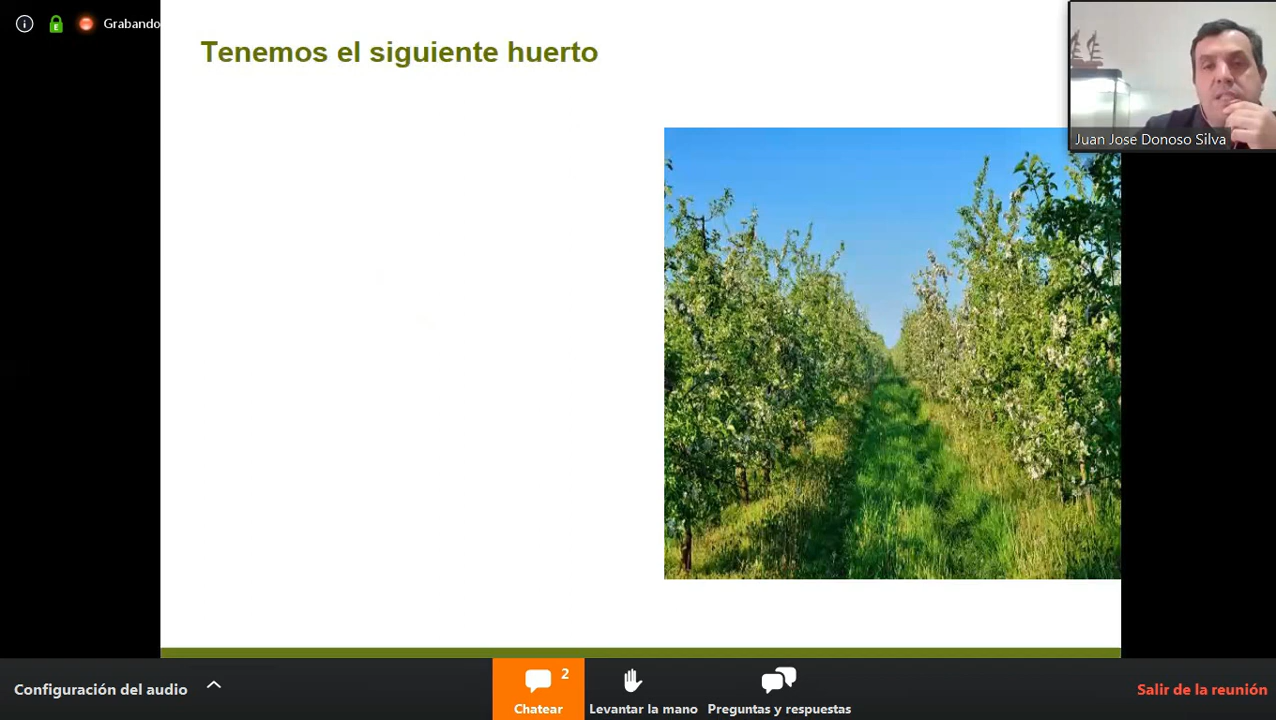 Grabando
Tenemos el siguiente huerto
Juan Jose Donoso Silva
Configuración del audio
2
Chatear
Levantar la mano
Preguntas y respuestas
Salir de la reunión